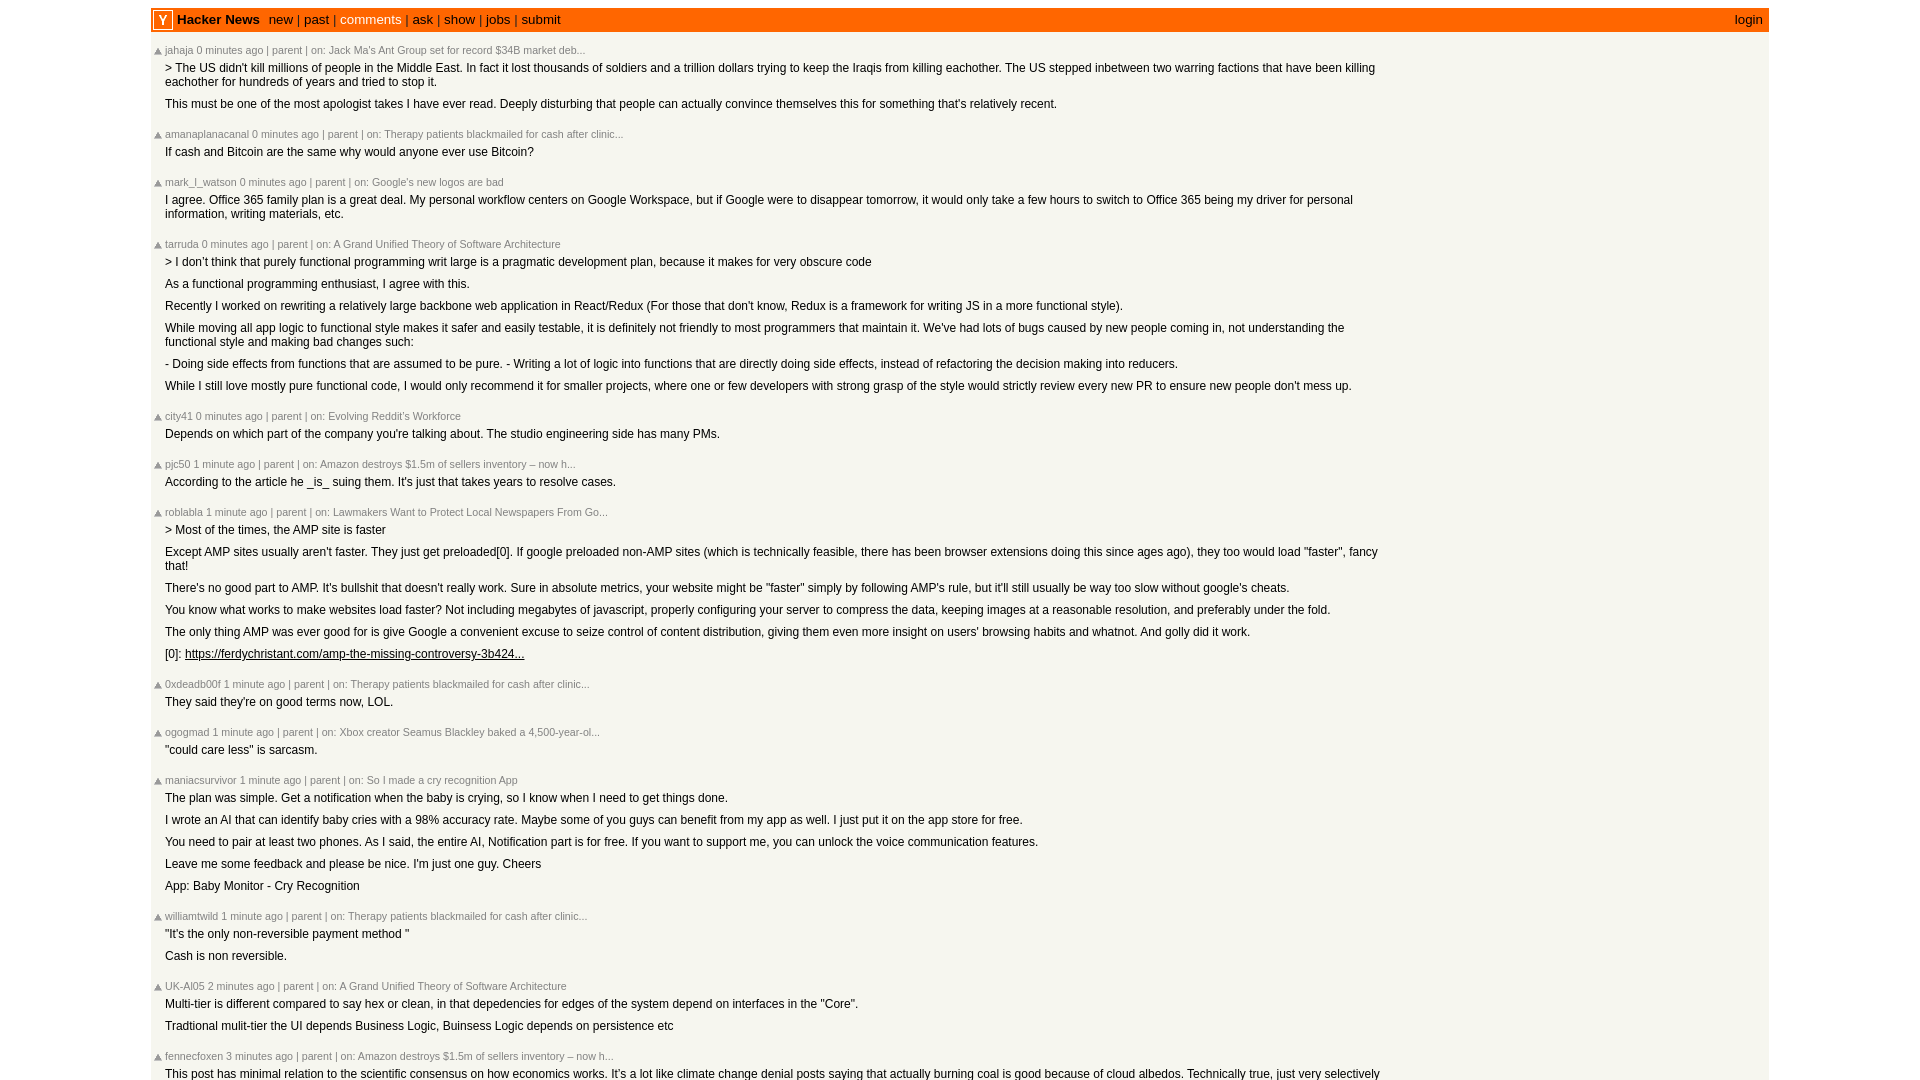 Y Hacker News new | past | comments | ask | show | jobs | submit login
jahaja 0 minutes ago | parent | on: Jack Ma's Ant Group set for record $34B market deb...
> The US didn't kill millions of people in the Middle East. In fact it lost thousands of soldiers and a trillion dollars trying to keep the Iraqis from killing eachother. The US stepped inbetween two warring factions that have been killing
eachother for hundreds of years and tried to stop it.
This must be one of the most apologist takes I have ever read. Deeply disturbing that people can actually convince themselves this for something that's relatively recent.
amanaplanacanal 0 minutes ago | parent | on: Therapy patients blackmailed for cash after clinic...
If cash and Bitcoin are the same why would anyone ever use Bitcoin?
mark_l_watson 0 minutes ago | parent | on: Google's new logos are bad
I agree. Office 365 family plan is a great deal. My personal workflow centers on Google Workspace, but if Google were to disappear tomorrow, it would only take a few hours to switch to Office 365 being my driver for personal
information, writing materials, etc.
tarruda 0 minutes ago | parent | on: A Grand Unified Theory of Software Architecture
> I don’t think that purely functional programming writ large is a pragmatic development plan, because it makes for very obscure code
As a functional programming enthusiast, I agree with this.
Recently I worked on rewriting a relatively large backbone web application in React/Redux (For those that don't know, Redux is a framework for writing JS in a more functional style).
While moving all app logic to functional style makes it safer and easily testable, it is definitely not friendly to most programmers that maintain it. We've had lots of bugs caused by new people coming in, not understanding the
functional style and making bad changes such:
- Doing side effects from functions that are assumed to be pure. - Writing a lot of logic into functions that are directly doing side effects, instead of refactoring the decision making into reducers.
While I still love mostly pure functional code, I would only recommend it for smaller projects, where one or few developers with strong grasp of the style would strictly review every new PR to ensure new people don't mess up.
city41 0 minutes ago | parent | on: Evolving Reddit’s Workforce
Depends on which part of the company you're talking about. The studio engineering side has many PMs.
pjc50 1 minute ago | parent | on: Amazon destroys $1.5m of sellers inventory – now h...
According to the article he _is_ suing them. It's just that takes years to resolve cases.
roblabla 1 minute ago | parent | on: Lawmakers Want to Protect Local Newspapers From Go...
> Most of the times, the AMP site is faster
Except AMP sites usually aren't faster. They just get preloaded[0]. If google preloaded non-AMP sites (which is technically feasible, there has been browser extensions doing this since ages ago), they too would load "faster", fancy
that!
There's no good part to AMP. It's bullshit that doesn't really work. Sure in absolute metrics, your website might be "faster" simply by following AMP's rule, but it'll still usually be way too slow without google's cheats.
You know what works to make websites load faster? Not including megabytes of javascript, properly configuring your server to compress the data, keeping images at a reasonable resolution, and preferably under the fold.
The only thing AMP was ever good for is give Google a convenient excuse to seize control of content distribution, giving them even more insight on users' browsing habits and whatnot. And golly did it work.
[0]: https://ferdychristant.com/amp-the-missing-controversy-3b424...
0xdeadb00f 1 minute ago | parent | on: Therapy patients blackmailed for cash after clinic...
They said they're on good terms now, LOL.
ogogmad 1 minute ago | parent | on: Xbox creator Seamus Blackley baked a 4,500-year-ol...
"could care less" is sarcasm.
maniacsurvivor 1 minute ago | parent | on: So I made a cry recognition App
The plan was simple. Get a notification when the baby is crying, so I know when I need to get things done.
I wrote an AI that can identify baby cries with a 98% accuracy rate. Maybe some of you guys can benefit from my app as well. I just put it on the app store for free.
You need to pair at least two phones. As I said, the entire AI, Notification part is for free. If you want to support me, you can unlock the voice communication features.
Leave me some feedback and please be nice. I'm just one guy. Cheers
App: Baby Monitor - Cry Recognition
williamtwild 1 minute ago | parent | on: Therapy patients blackmailed for cash after clinic...
"It's the only non-reversible payment method "
Cash is non reversible.
UK-Al05 2 minutes ago | parent | on: A Grand Unified Theory of Software Architecture
Multi-tier is different compared to say hex or clean, in that depedencies for edges of the system depend on interfaces in the "Core".
Tradtional mulit-tier the UI depends Business Logic, Buinsess Logic depends on persistence etc
fennecfoxen 3 minutes ago | parent | on: Amazon destroys $1.5m of sellers inventory – now h...
This post has minimal relation to the scientific consensus on how economics works. It’s a lot like climate change denial posts saying that actually burning coal is good because of cloud albedos. Technically true, just very selectively